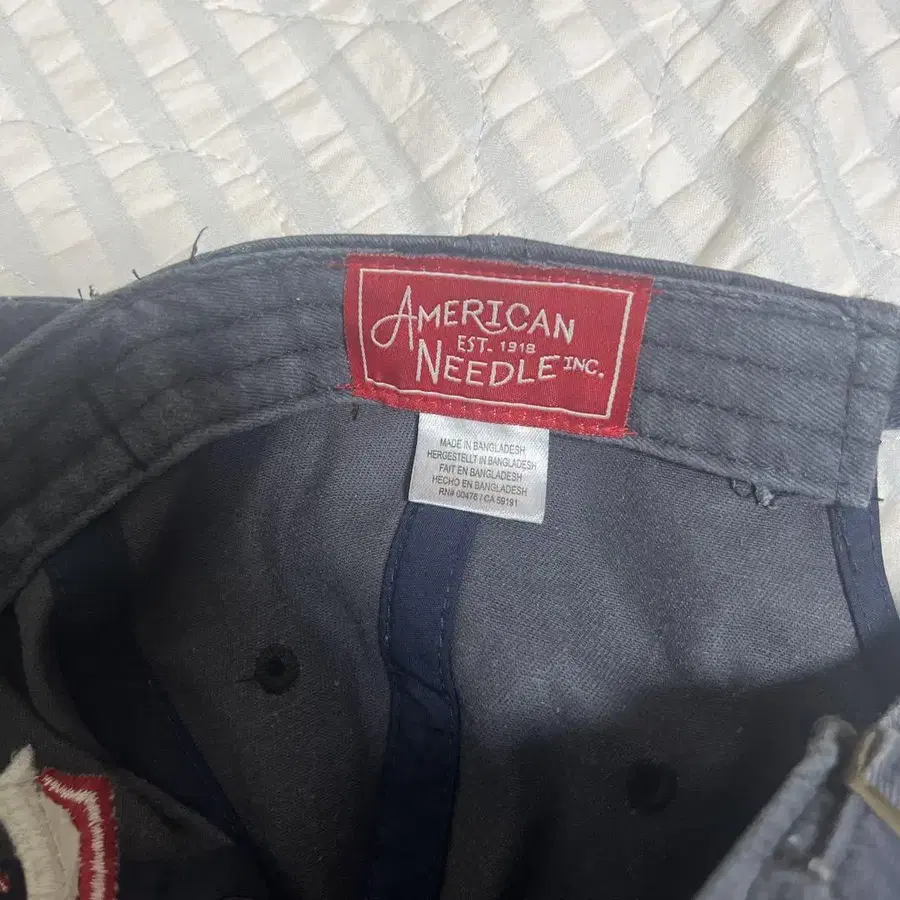 AMERICAN
EST. 1918
NEEDLE INC.
MADE IN BANGLADESH
HERGESTELLT IN BANGLADESH
FAIT EN BANGLADESH
HECHO EN BANGLADESH
RN# 00476 / CA 59191